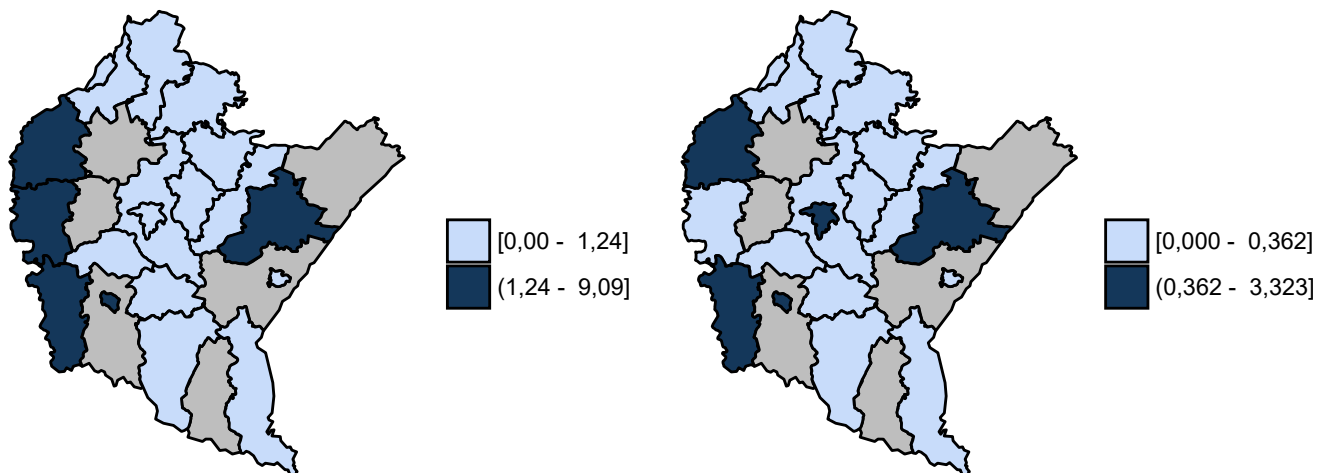 [0,00 - 1,24]
(1,24 - 9,09]
[0,000 - 0,362]
(0,362 - 3,323]